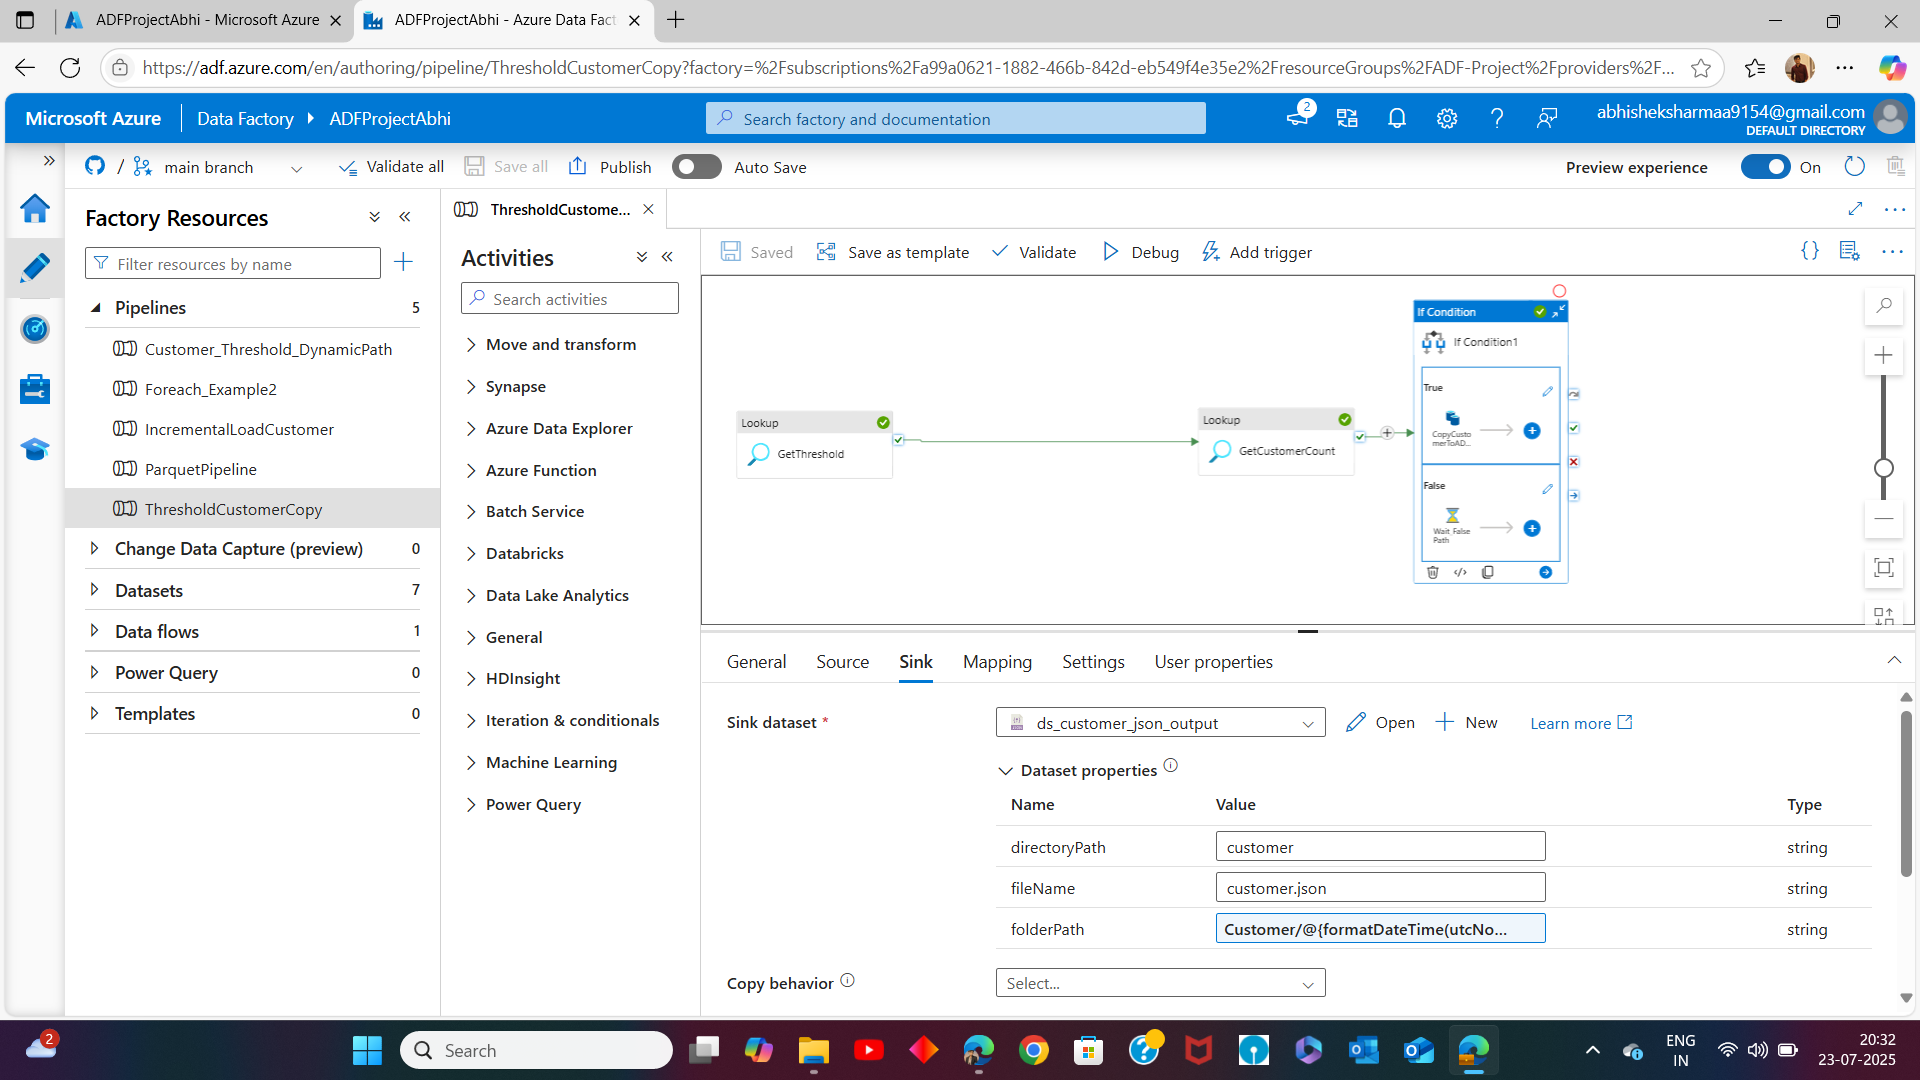 ADFProjectAbhi - Microsoft Azure
ADFProjectAbhi - Azure Data Fact
https://adf.azure.com/en/authoring/pipeline/ThresholdCustomerCopy?factory=%2Fsubscriptions%2Fa99a0621-1882-466b-842d-eb549f4e35e2%2FresourceGroups%2FADF-Project%2Fproviders%2F...
Microsoft Azure
Data Factory
ADFProjectAbhi
Search factory and documentation
2
abhisheksharmaa9154@gmail.com
DEFAULT DIRECTORY
/ main branch
Validate all
Save all
Publish
Auto Save
Preview experience
On
Factory Resources
Filter resources by name
Pipelines 5
Customer_Threshold_DynamicPath
Foreach_Example2
IncrementalLoadCustomer
ParquetPipeline
ThresholdCustomerCopy
Change Data Capture (preview) 0
Datasets 7
Data flows 1
Power Query 0
Templates 0
ThresholdCustome...
Activities
Search activities
Move and transform
Synapse
Azure Data Explorer
Azure Function
Batch Service
Databricks
Data Lake Analytics
General
HDInsight
Iteration & conditionals
Machine Learning
Power Query
Saved
Save as template
Validate
Debug
Add trigger
Lookup
GetThreshold
Lookup
GetCustomerCount
If Condition
If Condition1
True
CopyCusto
merToAD...
False
Wait_False
Path
General
Source
Sink
Mapping
Settings
User properties
Sink dataset *
ds_customer_json_output
Open
New
Learn more
Dataset properties
Name Value Type
directoryPath customer string
fileName customer.json string
folderPath Customer/@{formatDateTime(utcNo... string
Copy behavior
Select...
2
Search
ENG
IN
20:32
23-07-2025